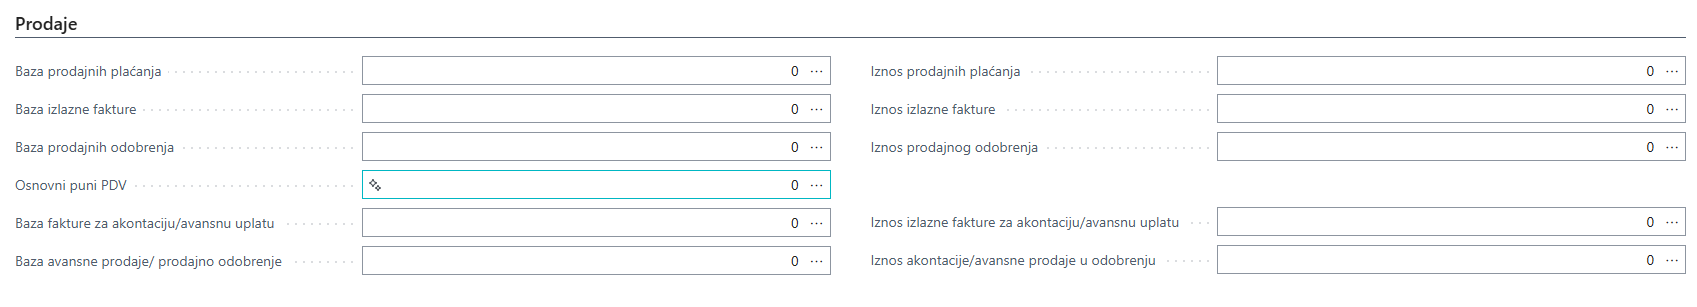 Prodaje
Baza prodajnih plaćanja 0 ...
Iznos prodajnih plaćanja 0 ...
Baza izlazne fakture 0 ...
Iznos izlazne fakture 0 ...
Baza prodajnih odobrenja 0 ...
Iznos prodajnog odobrenja 0 ...
Osnovni puni PDV 0 ...
Baza fakture za akontaciju/avansnu uplatu 0 ...
Iznos izlazne fakture za akontaciju/avansnu uplatu 0 ...
Baza avansne prodaje/ prodajno odobrenje 0 ...
Iznos akontacije/avansne prodaje u odobrenju 0 ...